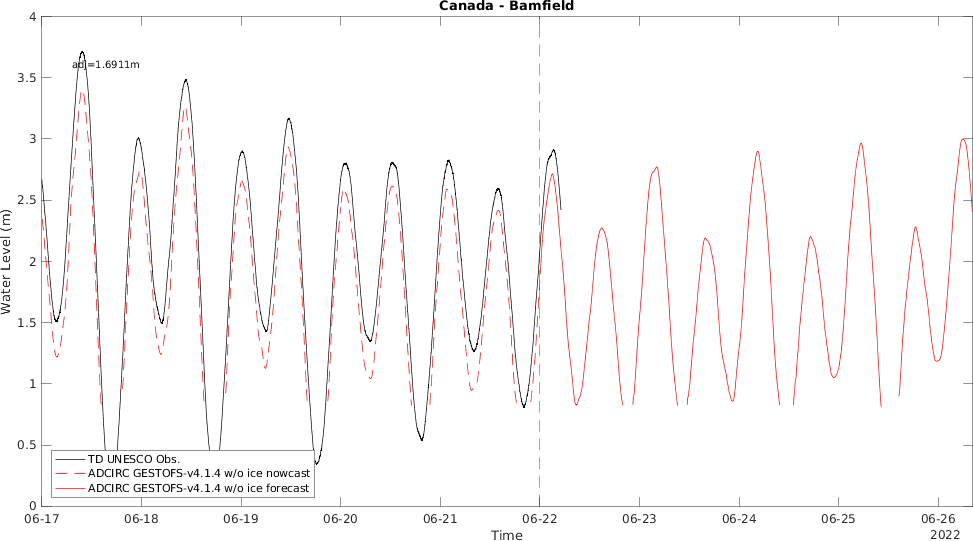 Canada - Bamfield
4
3.5
3
2.5
2
1.5
1
0.5
0
Water Level (m)
=1.6911m
TD UNESCO Obs.
ADCIRC GESTOFS-v4.1.4 w/o ice nowcast
ADCIRC GESTOFS-v4.1.4 w/o ice forecast
06-17 06-18 06-19 06-20 06-21 06-22 06-23 06-24 06-25 06-26
2022
Time